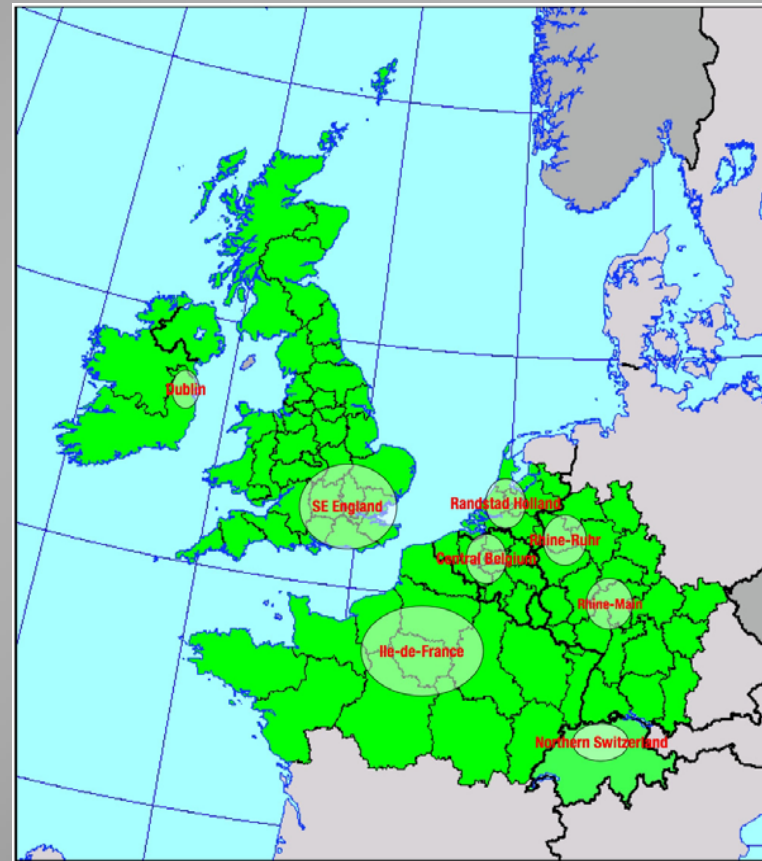 Dublin
SE England
Randstad Holland
Rhine-Ruhr
Central Belgium
Rhine-Main
Ile-de-France
Northern Switzerland